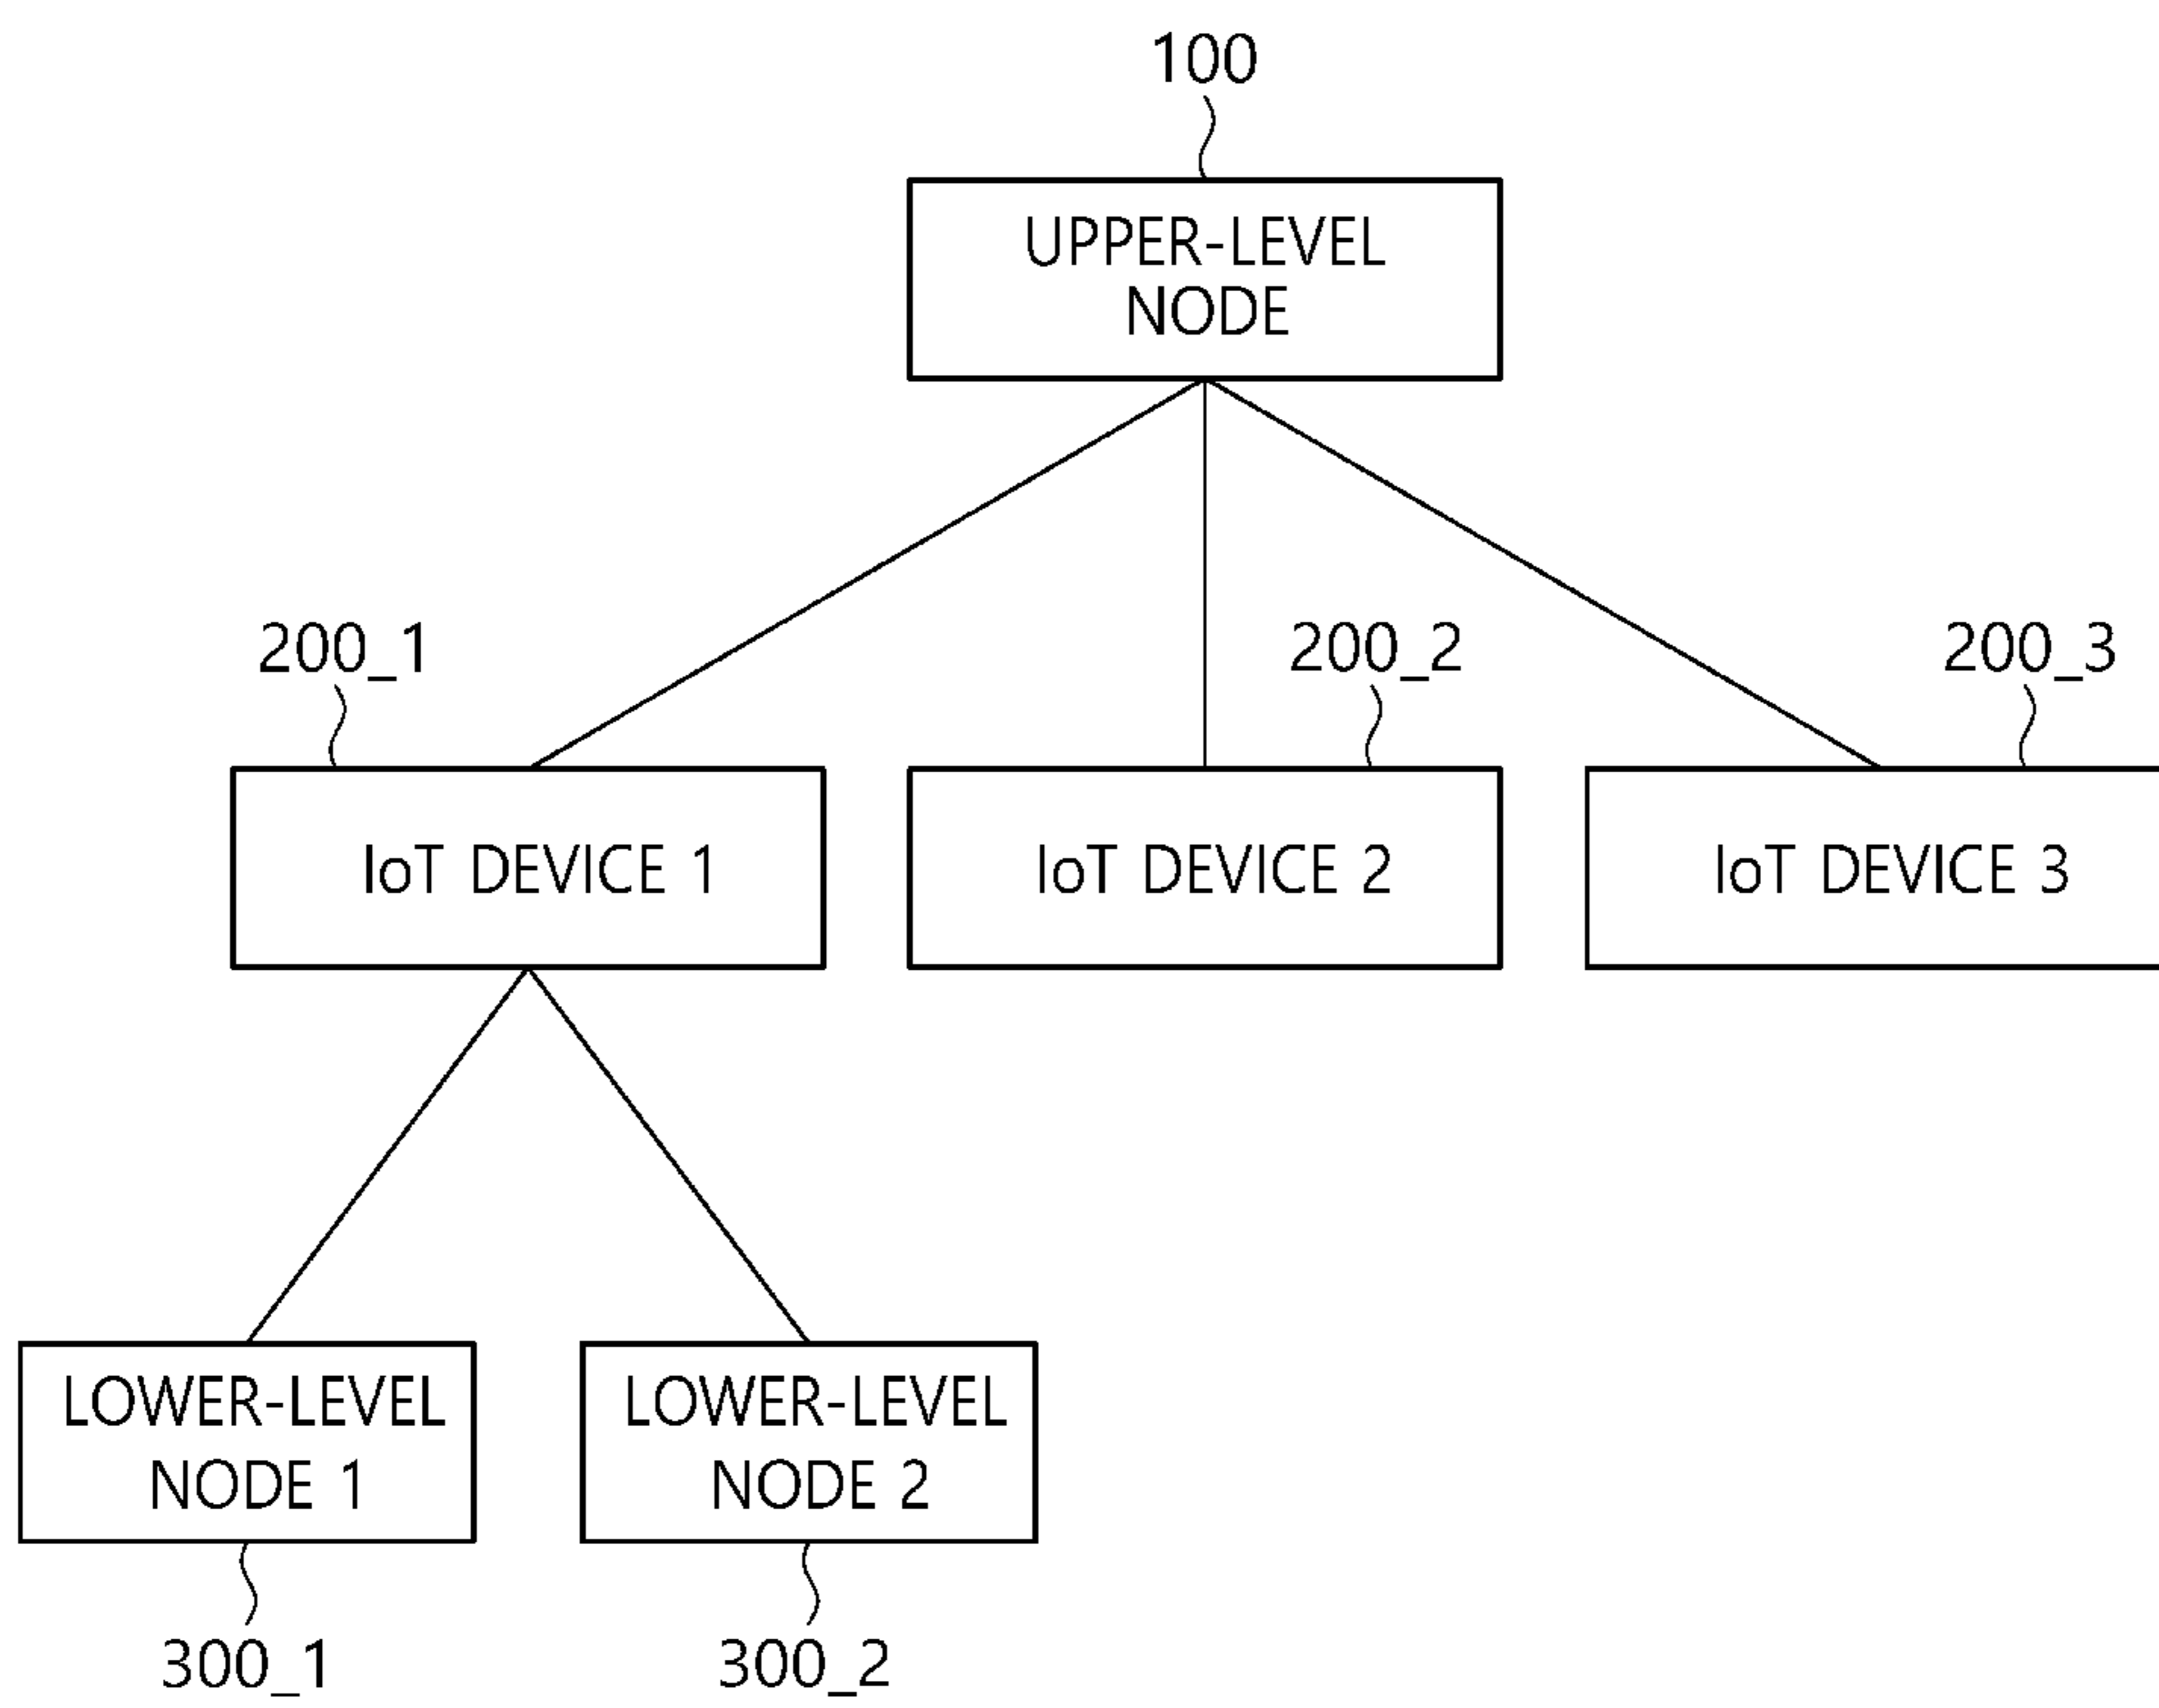 100
UPPER-LEVEL
NODE
200_1
200_2
200_3
IoT DEVICE 1
IoT DEVICE 2
IoT DEVICE 3
LOWER-LEVEL
NODE 1
LOWER-LEVEL
NODE 2
300_1
300_2